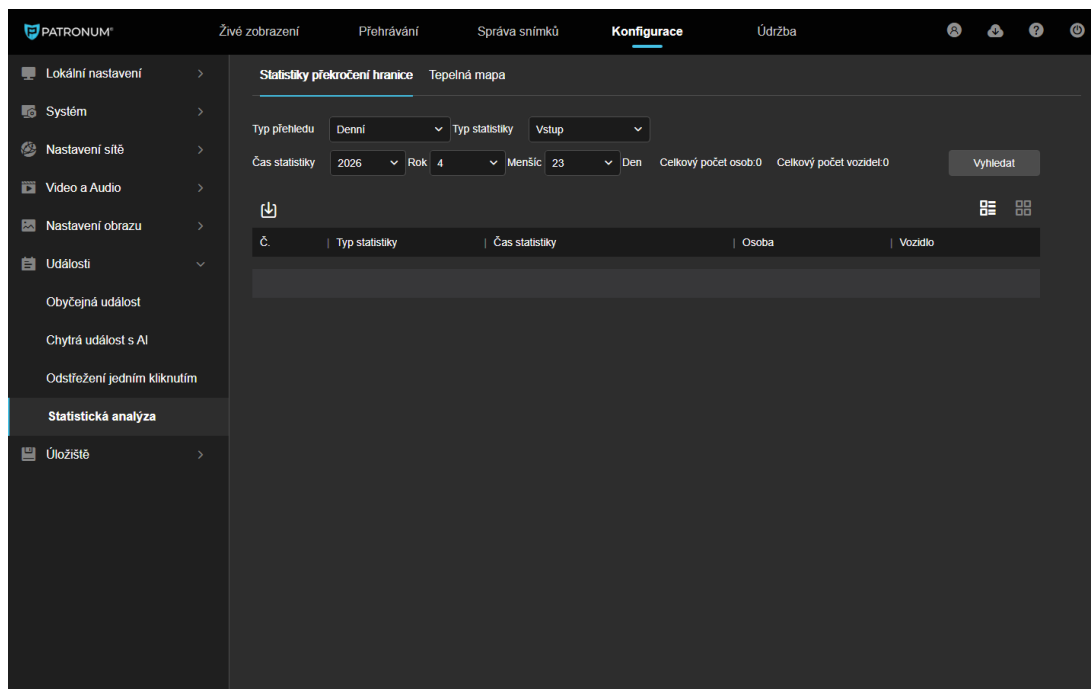 PATRONUM®
Živé zobrazení Přehrávání Správa snímků Konfigurace Údržba
Lokální nastavení
Systém
Nastavení sítě
Video a Audio
Nastavení obrazu
Události
Obyčejná událost
Chytrá událost s AI
Odstřežení jedním kliknutím
Statistická analýza
Úložiště
Statistiky překročení hranice Tepelná mapa
Typ přehledu Denní Typ statistiky Vstup
Čas statistiky 2026 Rok 4 Menšíc 23 Den Celkový počet osob:0 Celkový počet vozidel:0 Vyhledat
Č. | Typ statistiky | Čas statistiky | Osoba | Vozidlo